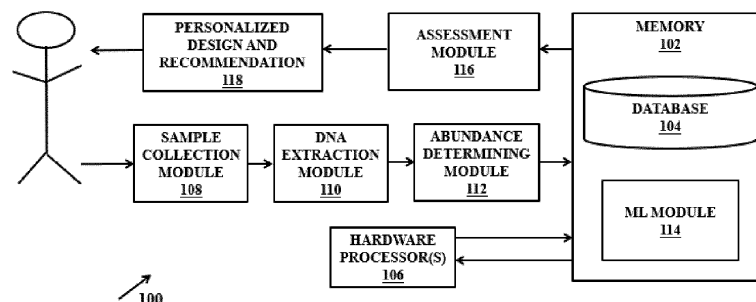 PERSONALIZED
DESIGN AND
RECOMMENDATION
118
ASSESSMENT
MODULE
116
MEMORY
102
DATABASE
104
SAMPLE
COLLECTION
MODULE
108
DNA
EXTRACTION
MODULE
110
ABUNDANCE
DETERMINING
MODULE
112
ML MODULE
114
HARDWARE
PROCESSOR(S)
106
100